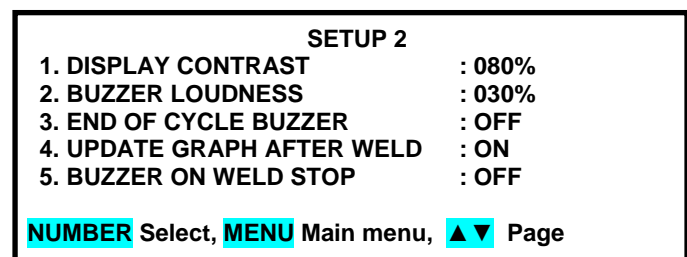 SETUP 2
1. DISPLAY CONTRAST : 080%
2. BUZZER LOUDNESS : 030%
3. END OF CYCLE BUZZER : OFF
4. UPDATE GRAPH AFTER WELD : ON
5. BUZZER ON WELD STOP : OFF
NUMBER Select, MENU Main menu, ▲▼ Page